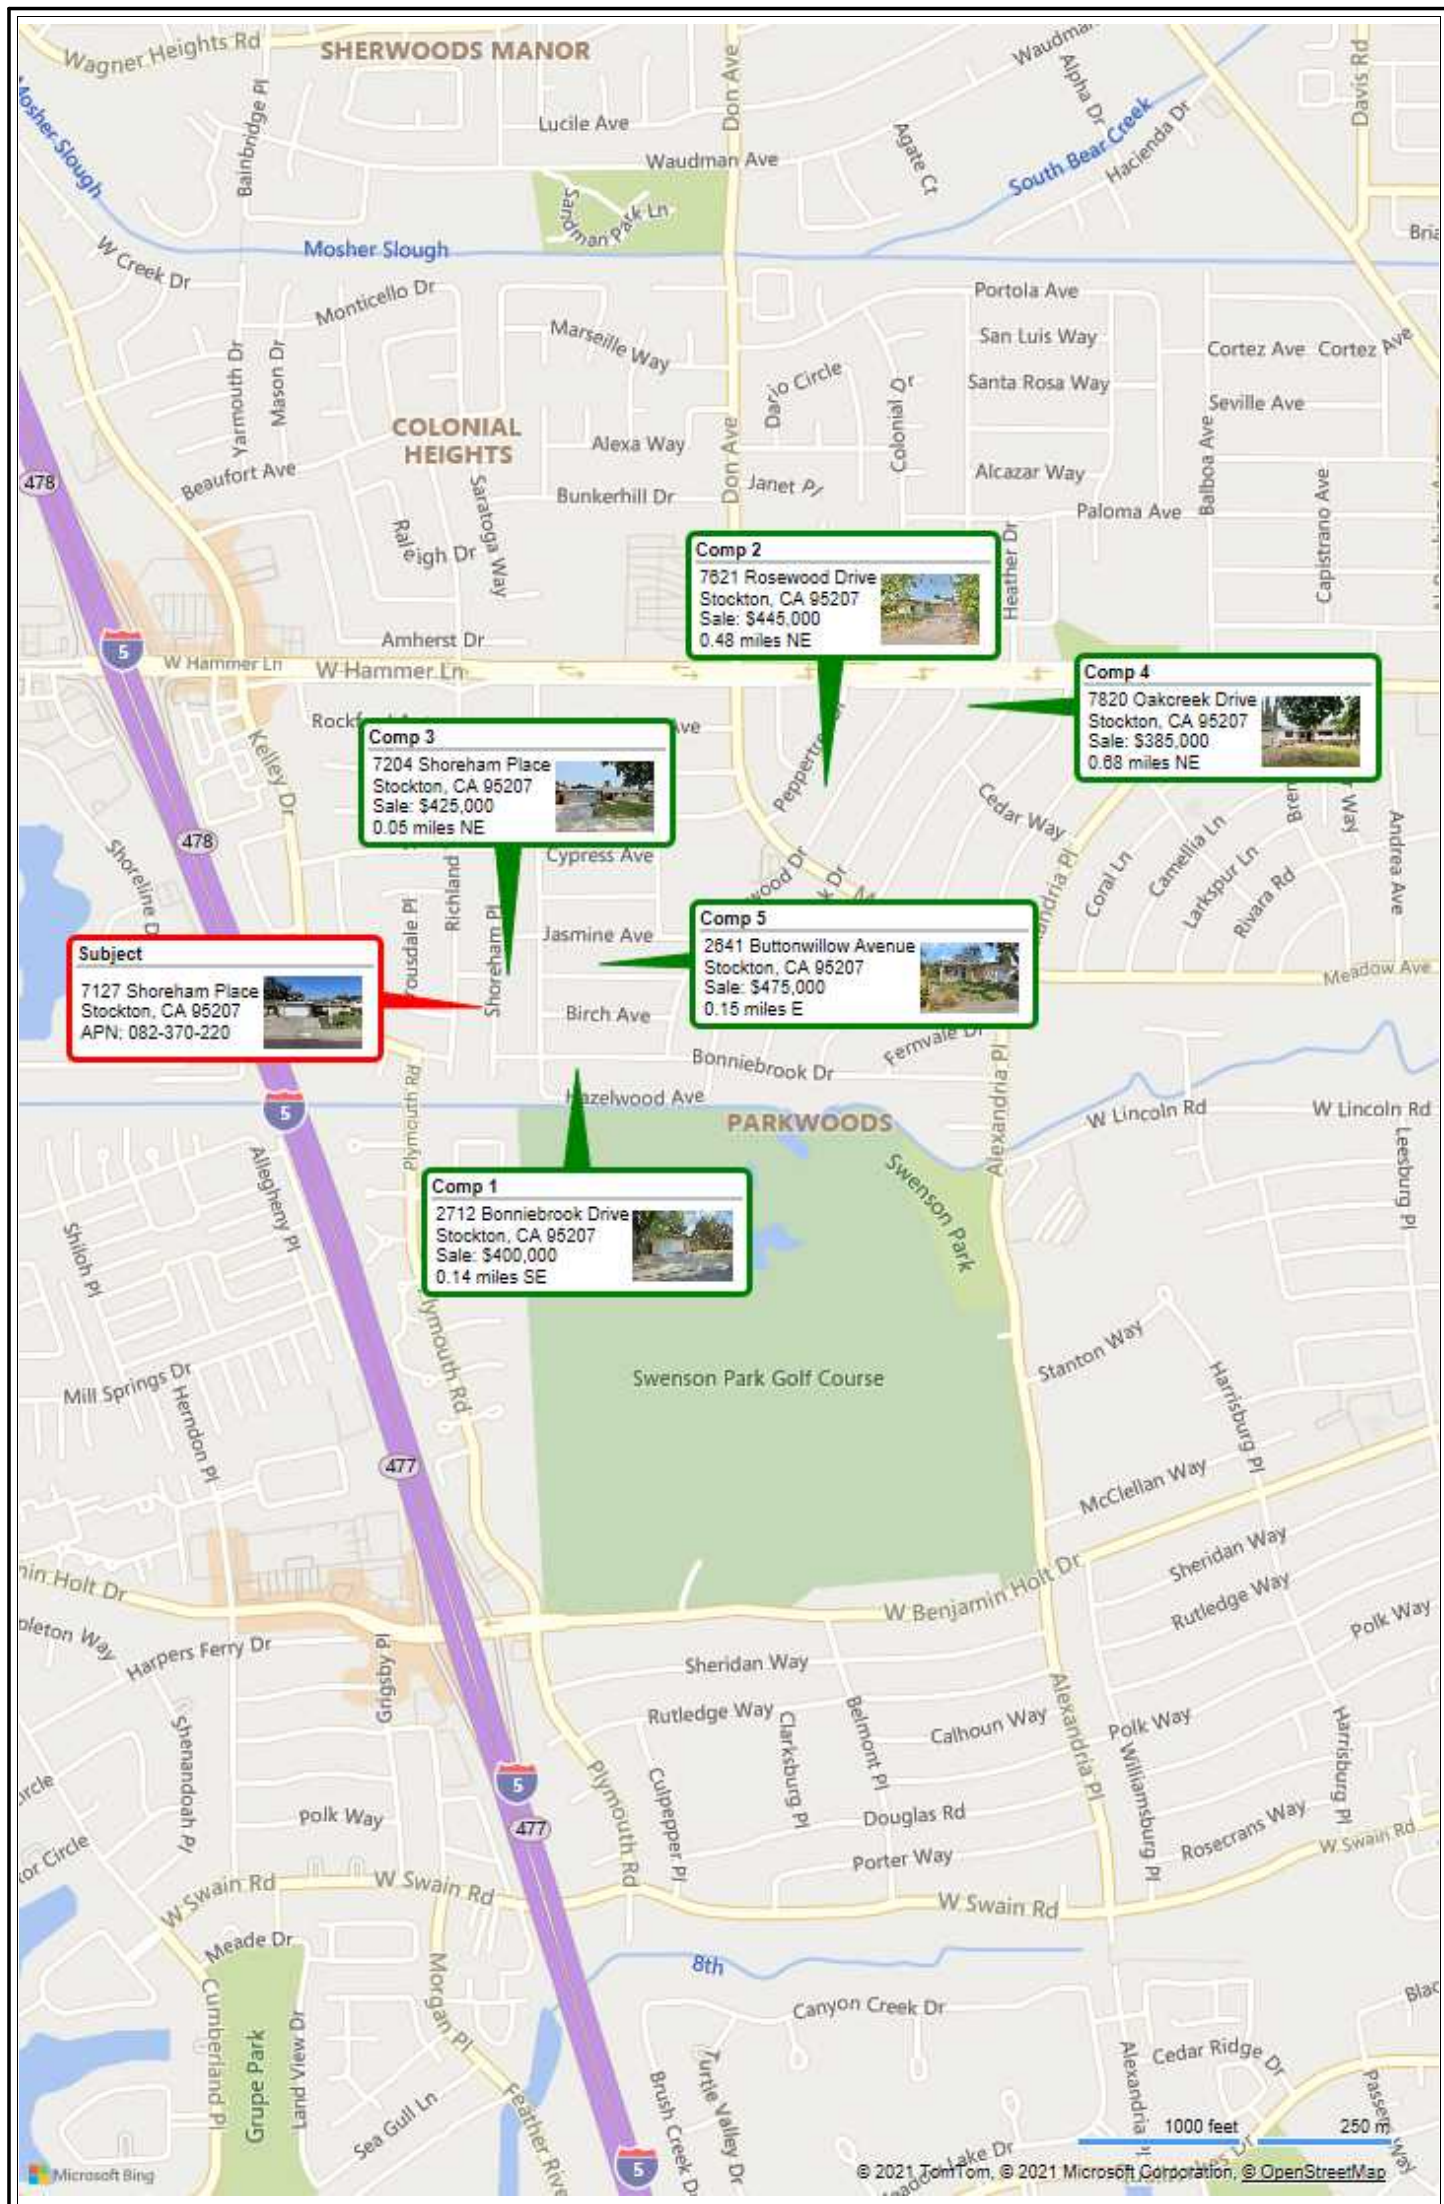 Wagner Heights Rd
SHERWOODS MANOR
Don Ave
Alpha Dr
Davis Rd
Mosher Slough
Bainbridge Pl
Lucile Ave
Waudman Ave
Agate Ct
South Bear Creek
Hacienda Dr
Sandman Park Ln
W Creek Dr
Mosher Slough
Monticello Dr
Portola Ave
Marseille Way
San Luis Way
Cortez Ave
Cortez Ave
Yarmouth Dr
Mason Dr
Dario Circle
Colonial Dr
Santa Rosa Way
Seville Ave
COLONIAL
HEIGHTS
Alexa Way
Don Ave
Balboa Ave
478
Beaufort Ave
Saratoga Way
Bunkerhill Dr
Janet Pl
Alcazar Way
Paloma Ave
Capistrano Ave
Raleigh Dr
Heather Dr
Comp 2
7621 Rosewood Drive
Stockton, CA 95207
Sale: $445,000
0.48 miles NE
Amherst Dr
5
W Hammer Ln
W Hammer Ln
Comp 4
7820 Oakcreek Drive
Stockton, CA 95207
Sale: $385,000
0.68 miles NE
Kelley Dr
Comp 3
7204 Shoreham Place
Stockton, CA 95207
Sale: $425,000
0.05 miles NE
Cedar Way
478
Cypress Ave
Coral Ln
Camellia Ln
Larkspur Ln
Rivara Rd
Andrea Ave
Richland
Shoreham Pl
Jasmine Ave
Comp 5
2641 Buttonwillow Avenue
Stockton, CA 95207
Sale: $475,000
0.15 miles E
Meadow Ave
Subject
7127 Shoreham Place
Stockton, CA 95207
APN: 082-370-220
Birch Ave
Fernvale Dr
Bonniebrook Dr
Hazelwood Ave
5
Plymouth Rd
PARKWOODS
Alexandria Pl
W Lincoln Rd
W Lincoln Rd
Leesburg Pl
Allegheny Pl
Shiloh Pl
Swenson Park
Comp 1
2712 Bonniebrook Drive
Stockton, CA 95207
Sale: $400,000
0.14 miles SE
Plymouth Rd
Stanton Way
Swenson Park Golf Course
Mill Springs Dr
Herndon Pl
Harrisburg Pl
477
McClellan Way
W Benjamin Holt Dr
Sheridan Way
Rutledge Way
Polk Way
Harpers Ferry Dr
Grigsby Pl
Sheridan Way
Rutledge Way
Clarksburg Pl
Belmont Pl
Calhoun Way
Alexandria Pl
Polk Way
Harrisburg Pl
Shenandoah Pl
5
Plymouth Rd
Culpepper Pl
Williamsburg Pl
Polk Way
477
Douglas Rd
Rosecrans Way
W Swain Rd
Porter Way
W Swain Rd
W Swain Rd
W Swain Rd
Meade Dr
8th
Cumberland Pl
Grupe Park
Land View Dr
Morgan Pl
Canyon Creek Dr
Cedar Ridge Dr
Sea Gull Ln
Turtle Valley Dr
Alexandria Pl
1000 feet
250 m
5
Microsoft Bing
© 2021 TomTom, © 2021 Microsoft Corporation, © OpenStreetMap